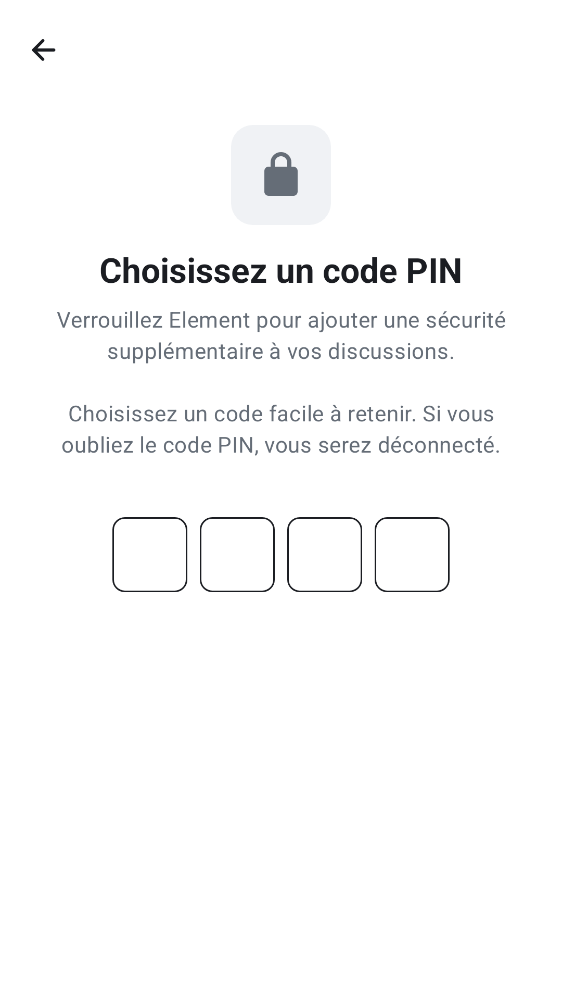 Choisissez un code PIN
Verrouillez Element pour ajouter une sécurité
supplémentaire à vos discussions.
Choisissez un code facile à retenir. Si vous
oubliez le code PIN, vous serez déconnecté.